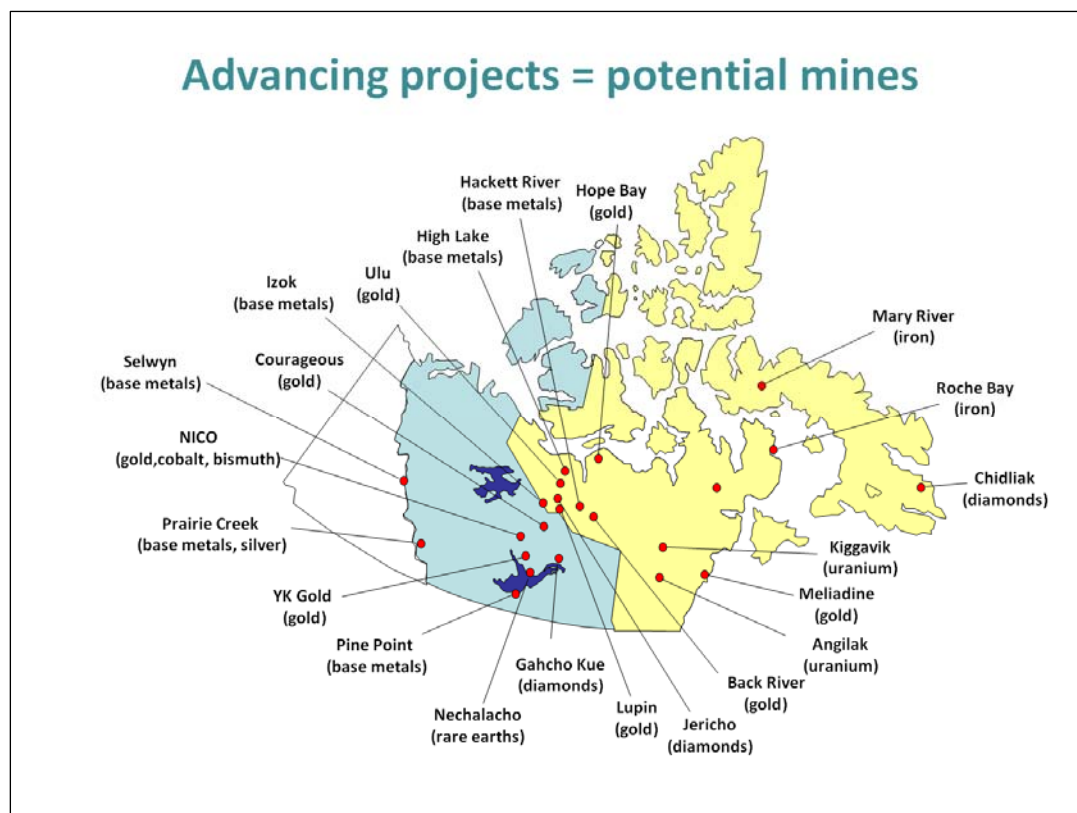 Advancing projects = potential mines
Hackett River
(base metals)
Hope Bay
(gold)
High Lake
(base metals)
Ulu
(gold)
Izok
(base metals)
Courageous
(gold)
Selwyn
(base metals)
NICO
(gold,cobalt, bismuth)
Prairie Creek
(base metals, silver)
YK Gold
(gold)
Pine Point
(base metals)
Nechalacho
(rare earths)
Gahcho Kue
(diamonds)
Lupin
(gold)
Jericho
(diamonds)
Back River
(gold)
Angilak
(uranium)
Meliadine
(gold)
Kiggavik
(uranium)
Chidliak
(diamonds)
Roche Bay
(iron)
Mary River
(iron)